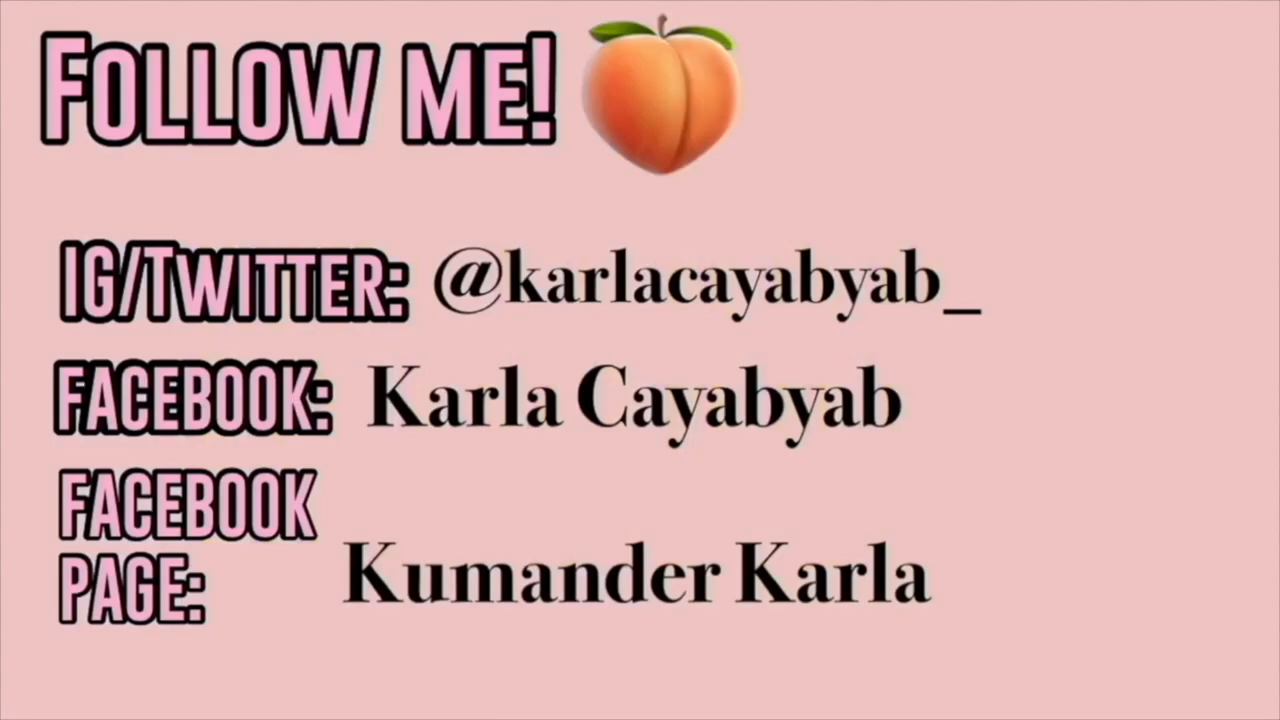 Follow me!
IG/Twitter: @karlacayabyab_
Facebook: Karla Cayabyab
Facebook
Page: Kumander Karla